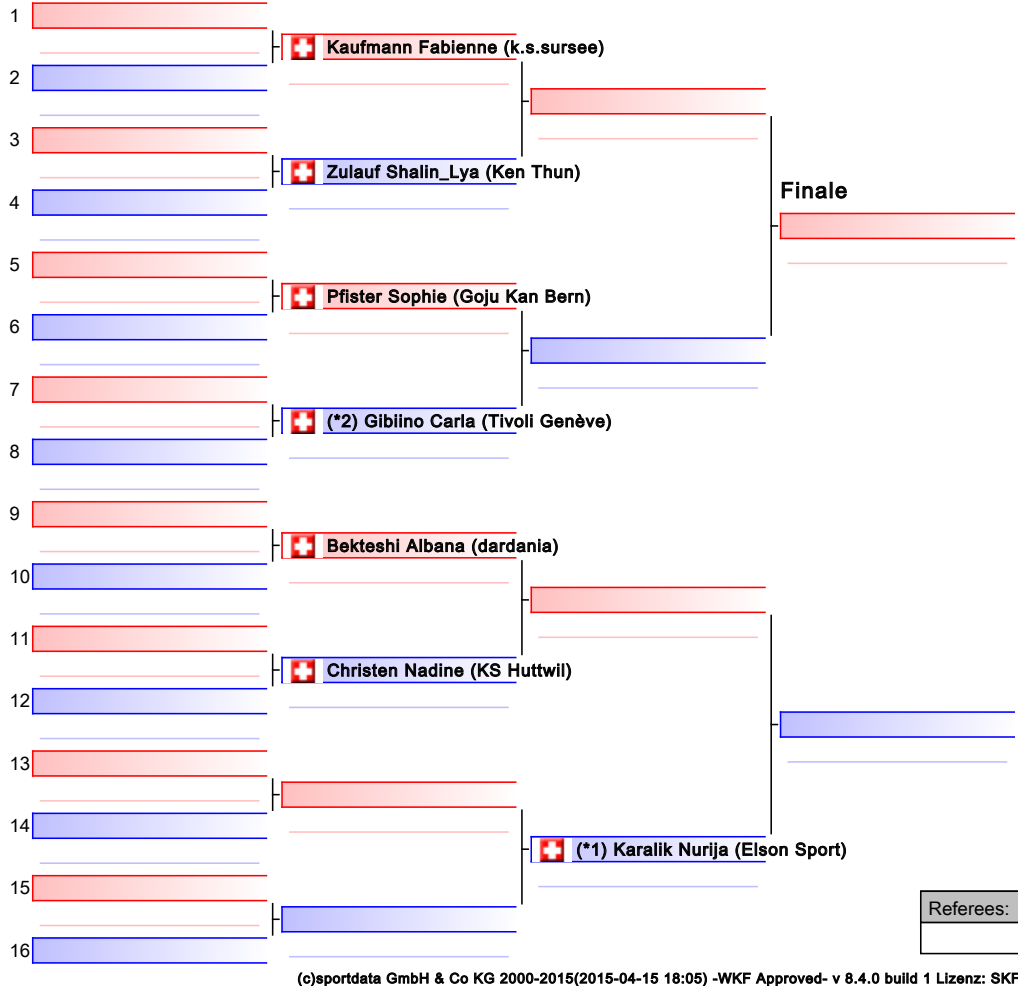 1
Kaufmann Fabienne (k.s.sursee)
2
3
Zulauf Shalin_Lya (Ken Thun)
4
Finale
5
Pfister Sophie (Goju Kan Bern)
6
7
(*2) Gibiino Carla (Tivoli Genève)
8
9
Bekteshi Albana (dardania)
10
11
Christen Nadine (KS Huttwil)
12
13
14
(*1) Karalik Nurija (Elson Sport)
15
Referees:
16
(c)sportdata GmbH & Co KG 2000-2015(2015-04-15 18:05) -WKF Approved- v 8.4.0 build 1 Lizenz: SKF